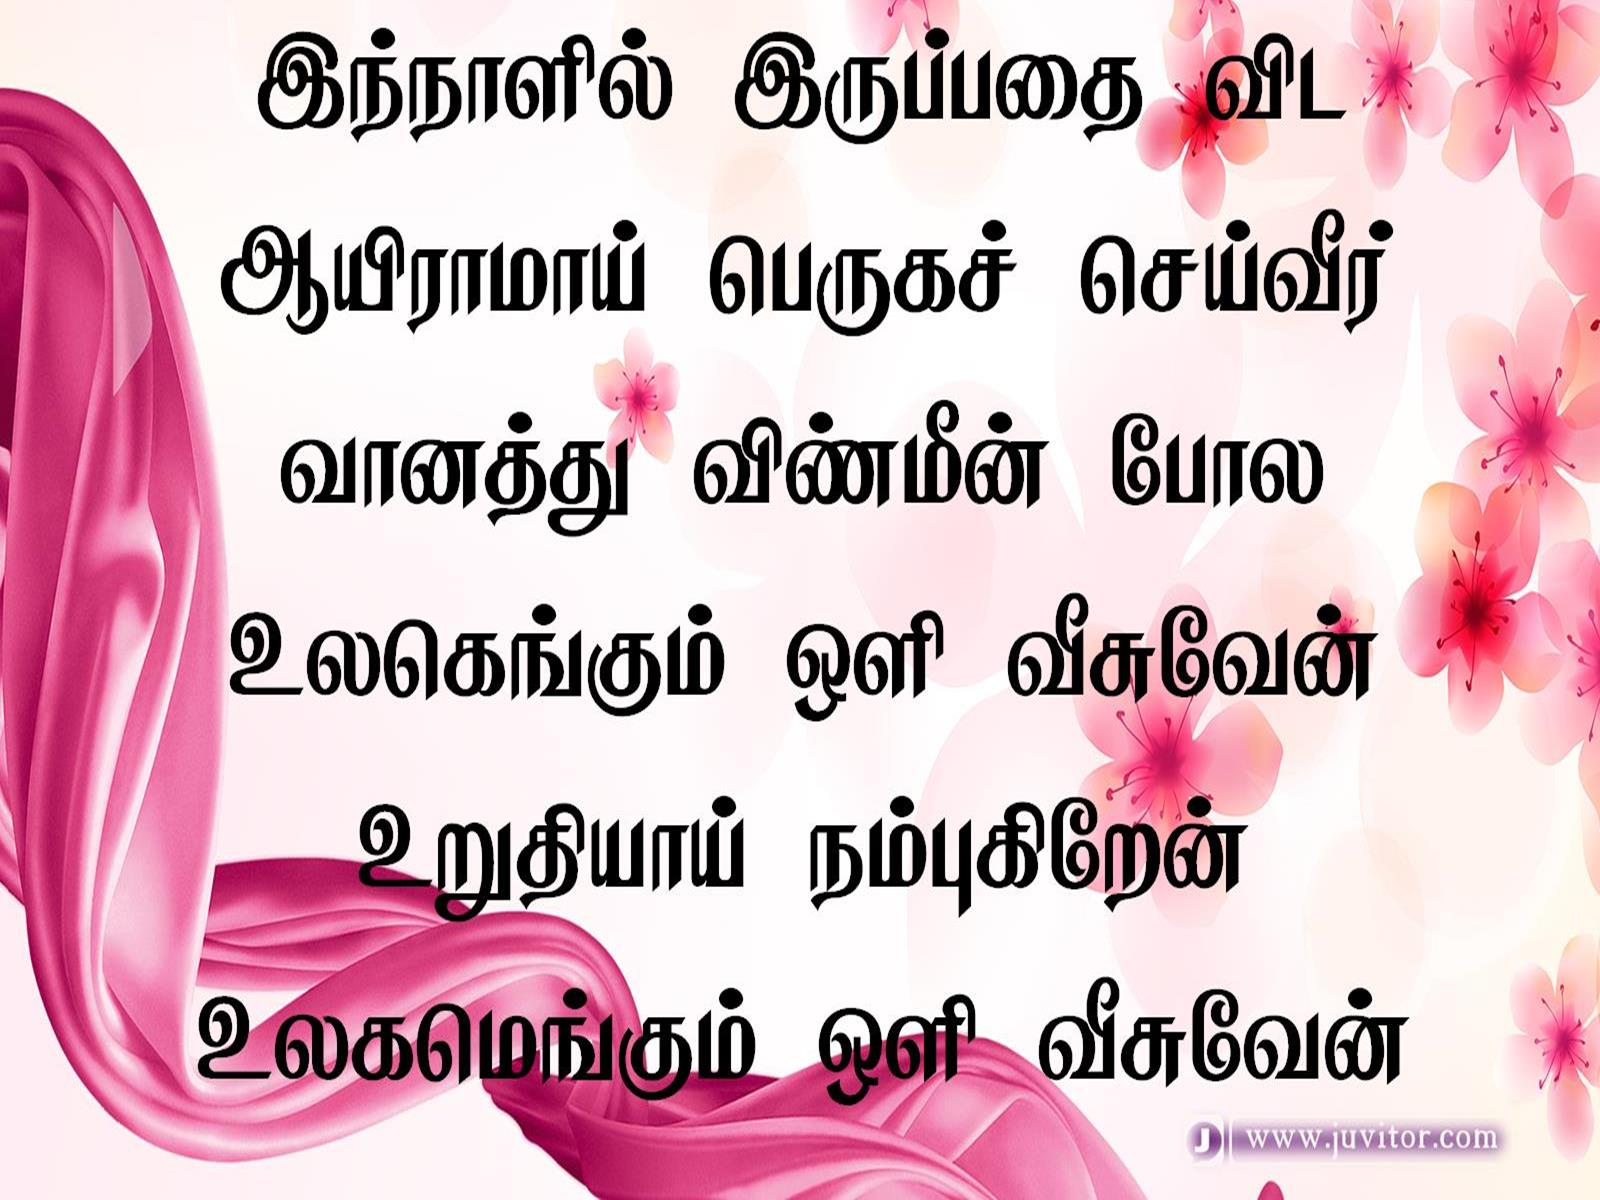 இந்நாளில் இருப்பதை விட
ஆயிராமாய் பெருகச் செய்வீர்
வானத்து விண்மீன் போல
உலகெங்கும் ஒளி வீசுவேன்
உறுதியாய் நம்புகிறேன்
உலகமெங்கும் ஒளி வீசுவேன்
J www.juvitor.com